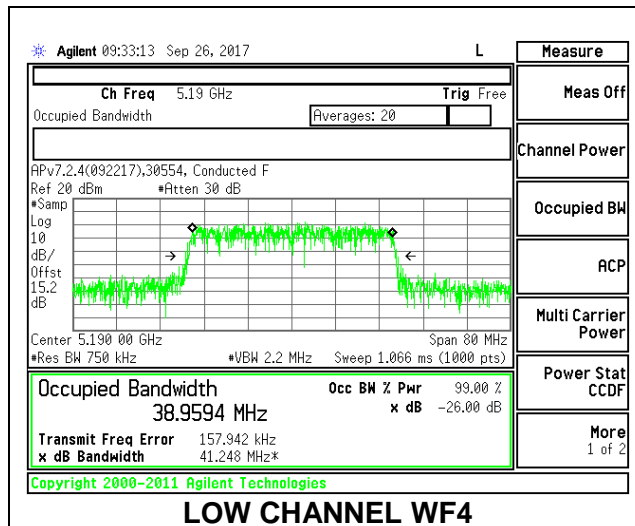 Agilent 09:33:13 Sep 26, 2017 L
Measure
Ch Freq 5.19 GHz Trig Free
Meas Off
Occupied Bandwidth Averages: 20
Channel Power
APv7.2.4(092217),30554, Conducted F
Ref 20 dBm #Atten 30 dB
#Samp
Log
10
dB/
Offst
15.2
dB
Occupied BW
ACP
Center 5.190 00 GHz Span 80 MHz
#Res BW 750 kHz #VBW 2.2 MHz Sweep 1.066 ms (1000 pts)
Multi Carrier
Power
Occupied Bandwidth Occ BW % Pwr 99.00 %
38.9594 MHz x dB -26.00 dB
Power Stat
CCDF
Transmit Freq Error 157.942 kHz
x dB Bandwidth 41.248 MHz*
More
1 of 2
Copyright 2000-2011 Agilent Technologies
LOW CHANNEL WF4